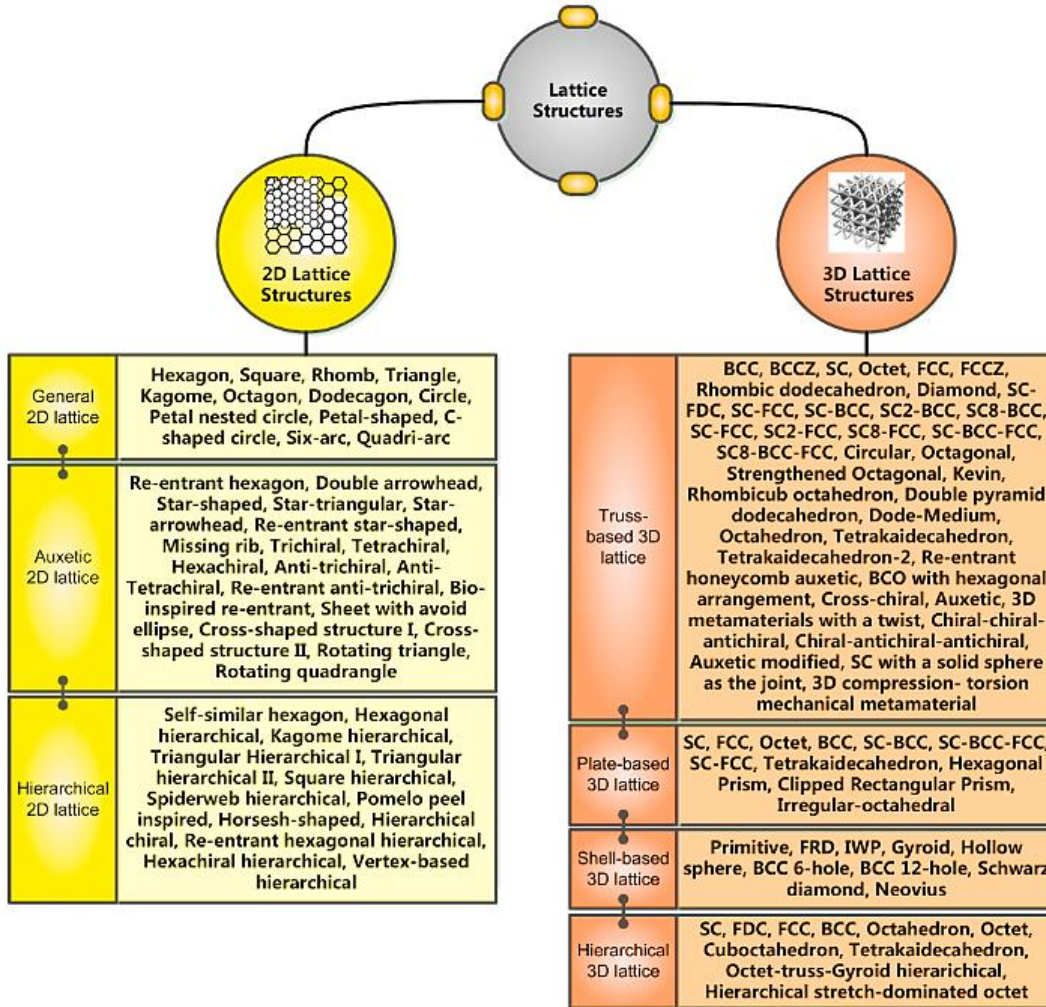 Lattice
Structures
2D Lattice
Structures
3D Lattice
Structures
General
2D lattice
Hexagon, Square, Rhomb, Triangle,
Kagome, Octagon, Dodecagon, Circle,
Petal nested circle, Petal-shaped, C-
shaped circle, Six-arc, Quadri-arc
Auxetic
2D lattice
Re-entrant hexagon, Double arrowhead,
Star-shaped, Star-triangular, Star-
arrowhead, Re-entrant star-shaped,
Missing rib, Trichiral, Tetrachiral,
Hexachiral, Anti-trichiral, Anti-
Tetrachiral, Re-entrant anti-trichiral, Bio-
inspired re-entrant, Sheet with avoid
ellipse, Cross-shaped structure I, Cross-
shaped structure II, Rotating triangle,
Rotating quadrangle
Hierarchical
2D lattice
Self-similar hexagon, Hexagonal
hierarchical, Kagome hierarchical,
Triangular Hierarchical I, Triangular
hierarchical II, Square hierarchical,
Spiderweb hierarchical, Pomelo peel
inspired, Horsesh-shaped, Hierarchical
chiral, Re-entrant hexagonal hierarchical,
Hexachiral hierarchical, Vertex-based
hierarchical
Truss-
based 3D
lattice
BCC, BCCZ, SC, Octet, FCC, FCCZ,
Rhombic dodecahedron, Diamond, SC-
FDC, SC-FCC, SC-BCC, SC2-BCC, SC8-BCC,
SC-FCC, SC2-FCC, SC8-FCC, SC-BCC-FCC,
SC8-BCC-FCC, Circular, Octagonal,
Strengthened Octagonal, Kevin,
Rhombicub octahedron, Double pyramid
dodecahedron, Dode-Medium,
Octahedron, Tetrakaidecahedron,
Tetrakaidecahedron-2, Re-entrant
honeycomb auxetic, BCO with hexagonal
arrangement, Cross-chiral, Auxetic, 3D
metamaterials with a twist, Chiral-chiral-
antichiral, Chiral-antichiral-antichiral,
Auxetic modified, SC with a solid sphere
as the joint, 3D compression- torsion
mechanical metamaterial
Plate-based
3D lattice
SC, FCC, Octet, BCC, SC-BCC, SC-BCC-FCC,
SC-FCC, Tetrakaidecahedron, Hexagonal
Prism, Clipped Rectangular Prism,
Irregular-octahedral
Shell-based
3D lattice
Primitive, FRD, IWP, Gyroid, Hollow
sphere, BCC 6-hole, BCC 12-hole, Schwarz
diamond, Neovius
Hierarchical
3D lattice
SC, FDC, FCC, BCC, Octahedron, Octet,
Cuboctahedron, Tetrakaidecahedron,
Octet-truss-Gyroid hierarichical,
Hierarchical stretch-dominated octet